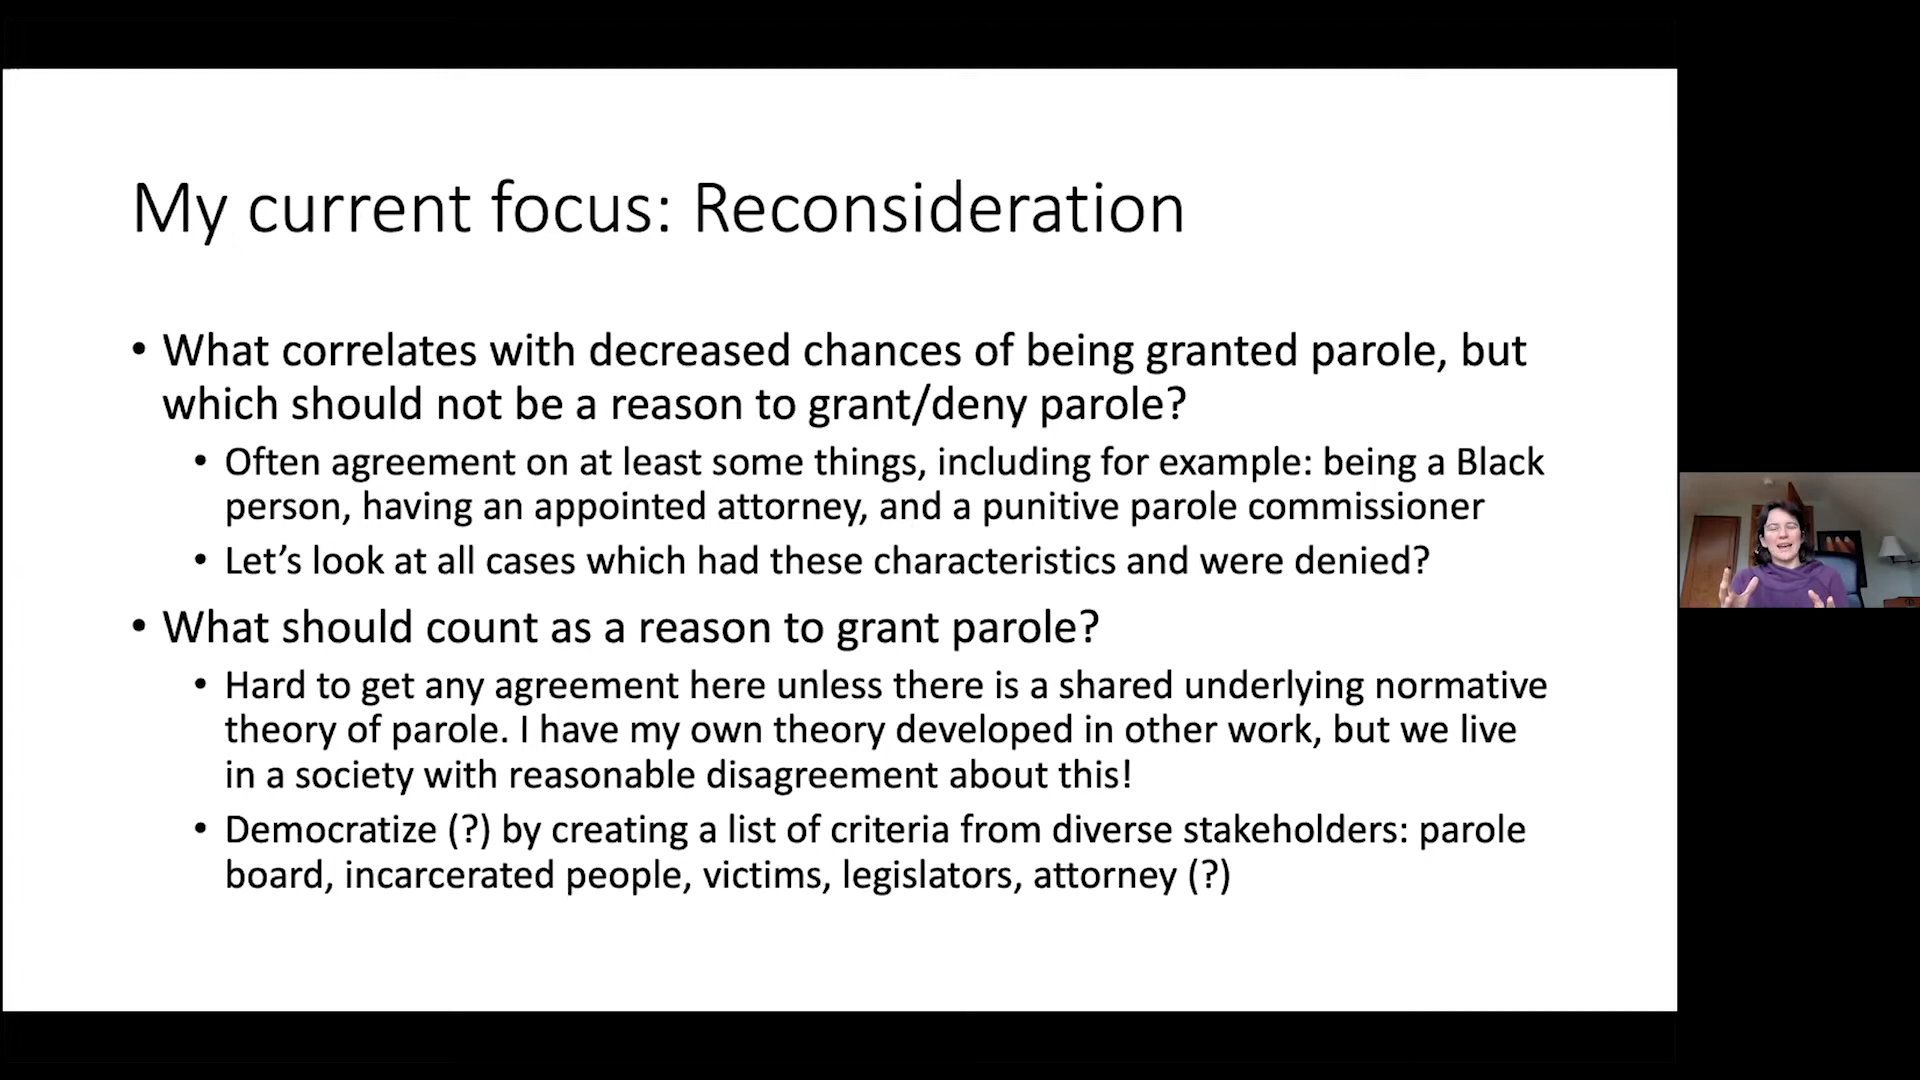 My current focus: Reconsideration
• What correlates with decreased chances of being granted parole, but
which should not be a reason to grant/deny parole?
• Often agreement on at least some things, including for example: being a Black
person, having an appointed attorney, and a punitive parole commissioner
• Let’s look at all cases which had these characteristics and were denied?
• What should count as a reason to grant parole?
• Hard to get any agreement here unless there is a shared underlying normative
theory of parole. I have my own theory developed in other work, but we live
in a society with reasonable disagreement about this!
• Democratize (?) by creating a list of criteria from diverse stakeholders: parole
board, incarcerated people, victims, legislators, attorney (?)